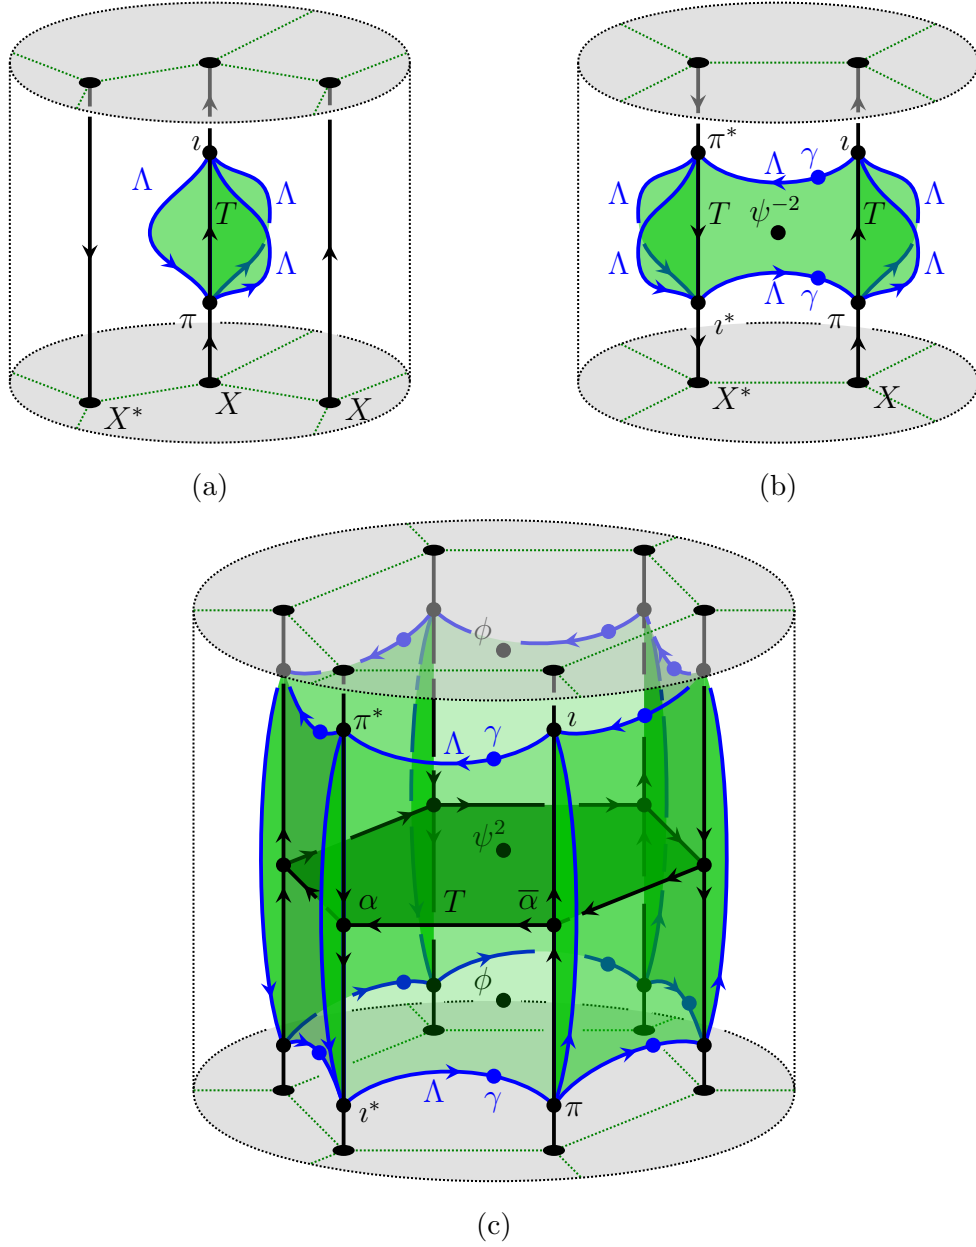 ı Λ T Λ Λ π X* X X
(a)
π* Λ γ ı Λ T ψ⁻² T Λ Λ γ Λ ı* π X* X
(b)
ϕ
π* Λ γ ı
ψ²
α T α̅
ϕ
ı* Λ γ π
(c)